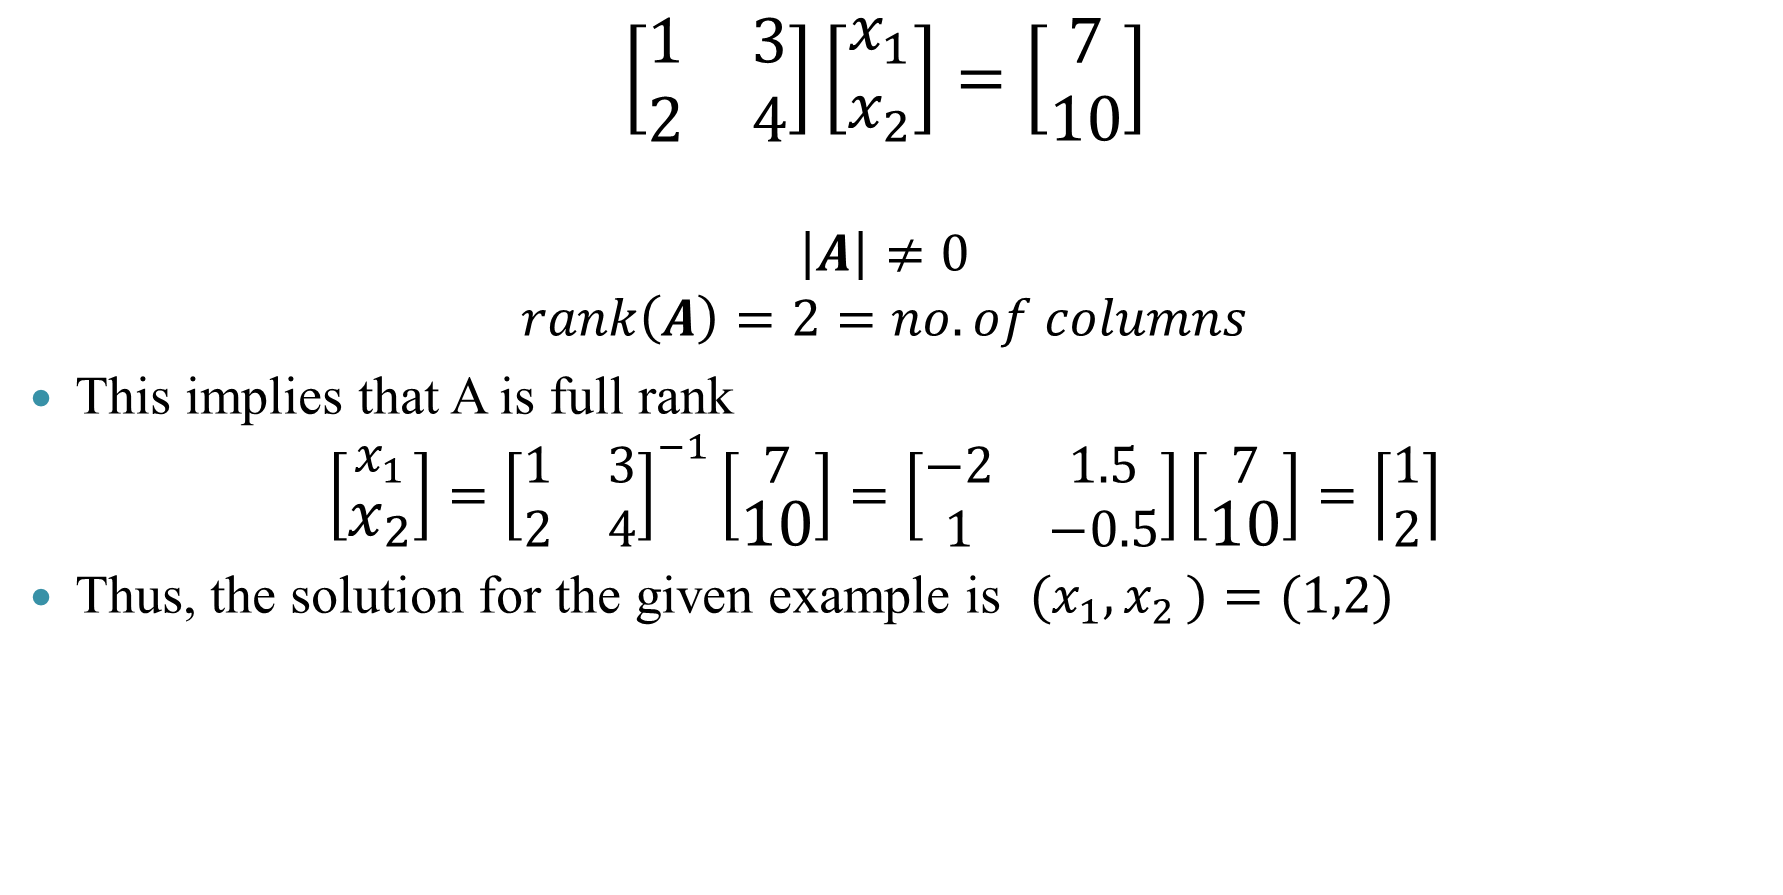 [1 3; 2 4] [x₁; x₂] = [7; 10]
|A| ≠ 0
rank(A) = 2 = no. of columns
• This implies that A is full rank
[x₁; x₂] = [1 3; 2 4]⁻¹ [7; 10] = [−2 1.5; 1 −0.5] [7; 10] = [1; 2]
• Thus, the solution for the given example is (x₁, x₂ ) = (1,2)